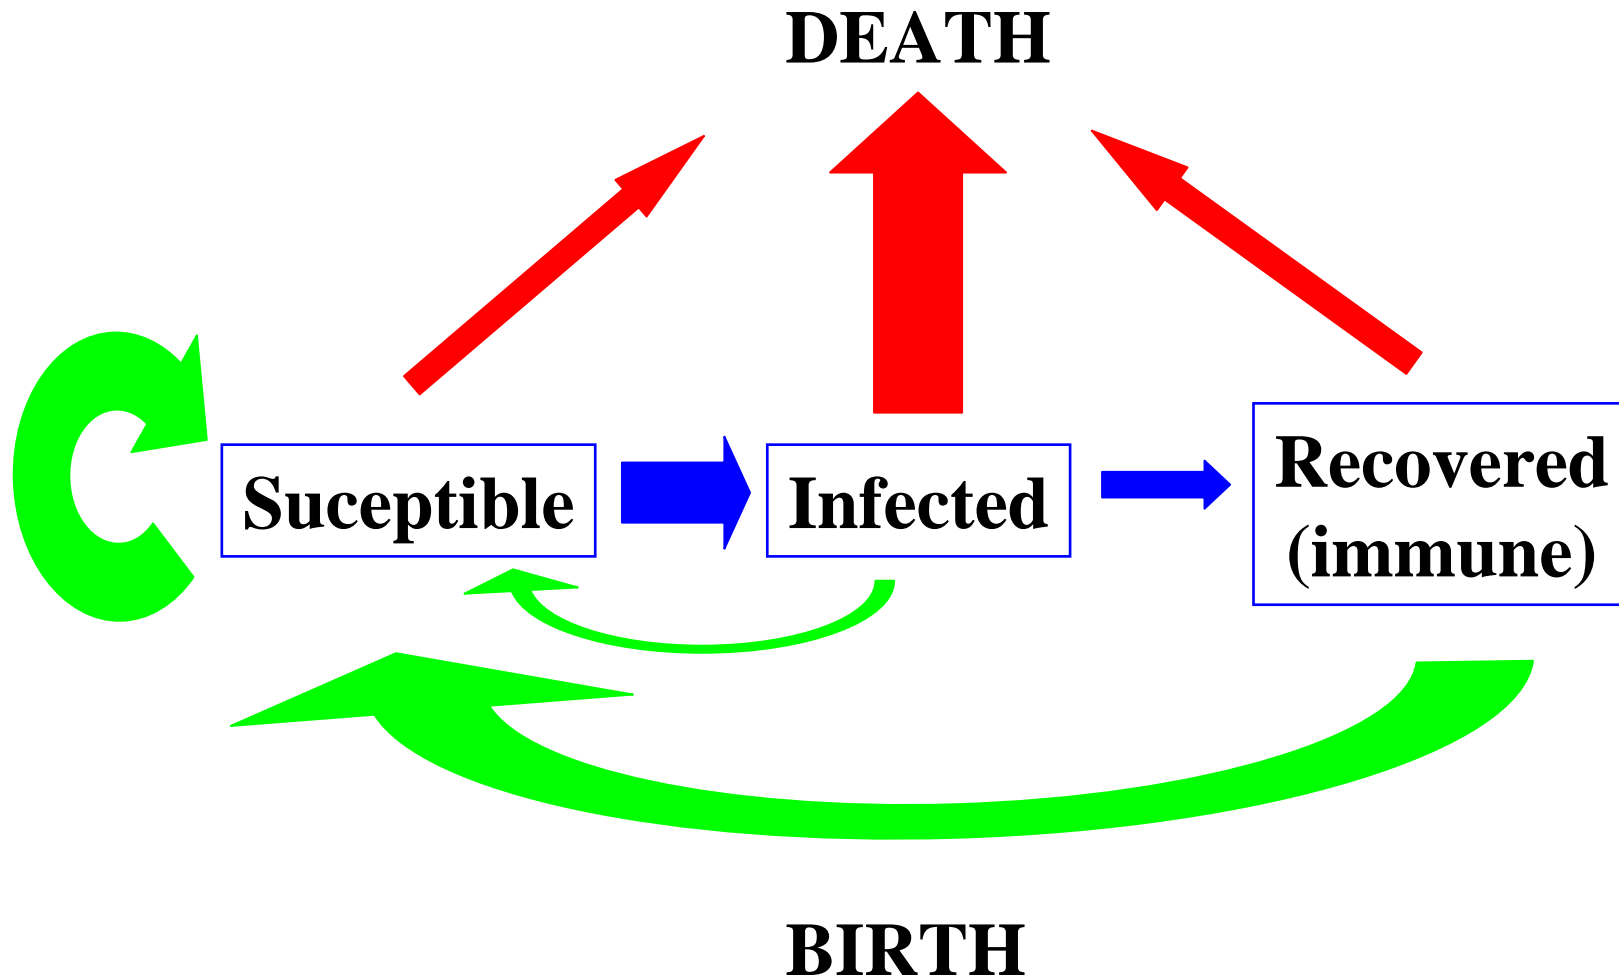 DEATH
Suceptible
Infected
Recovered
(immune)
BIRTH